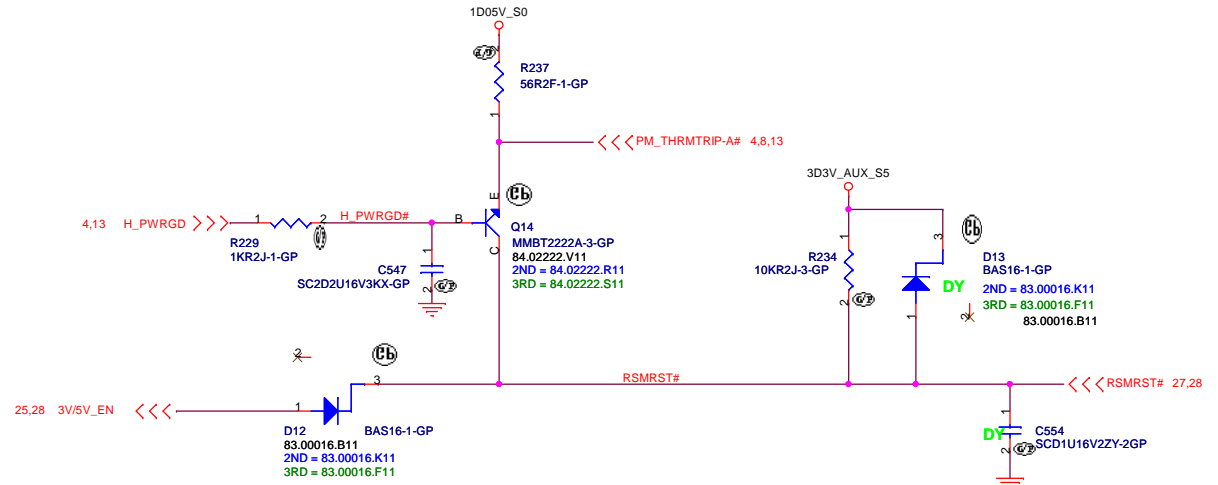 1D05V_S0
2
R237
56R2F-1-GP
1
PM_THRMTRIP-A# 4,8,13
3D3V_AUX_S5
E
4,13 H_PWRGD
1
2
H_PWRGD#
B
Q14
MMBT2222A-3-GP
84.02222.V11
2ND = 84.02222.R11
3RD = 84.02222.S11
C
R229
1KR2J-1-GP
1
C547
SC2D2U16V3KX-GP
2
1
R234
10KR2J-3-GP
2
3
D13
BAS16-1-GP
DY
2ND = 83.00016.K11
3RD = 83.00016.F11
83.00016.B11
1
2
2
3
RSMRST#
RSMRST# 27,28
25,28 3V/5V_EN
1
D12
BAS16-1-GP
83.00016.B11
2ND = 83.00016.K11
3RD = 83.00016.F11
1
DY
C554
SCD1U16V2ZY-2GP
2